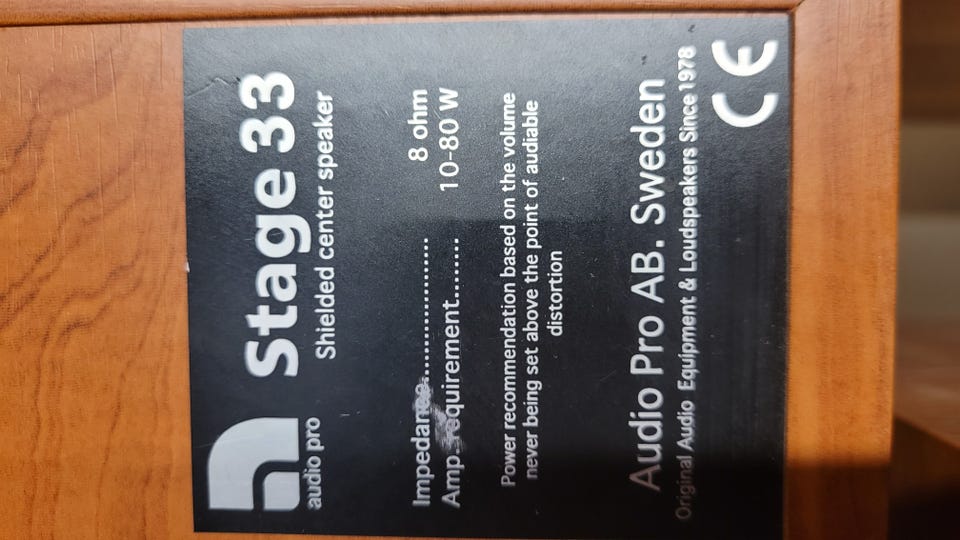 audio pro
Stage 33
Shielded center speaker
Impedance..................... 8 ohm
Amp. requirement........ 10-80 W
Power recommendation based on the volume
never being set above the point of audiable
distortion
Audio Pro AB. Sweden
Original Audio Equipment & Loudspeakers Since 1978
CE